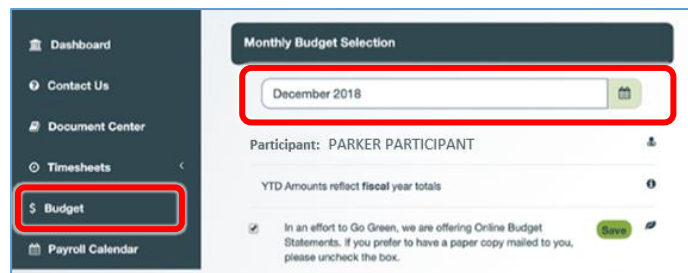 Dashboard
Contact Us
Document Center
Timesheets
$ Budget
Payroll Calendar
Monthly Budget Selection
December 2018
Participant: PARKER PARTICIPANT
YTD Amounts reflect fiscal year totals
In an effort to Go Green, we are offering Online Budget
Statements. If you prefer to have a paper copy mailed to you,
please uncheck the box.
Save